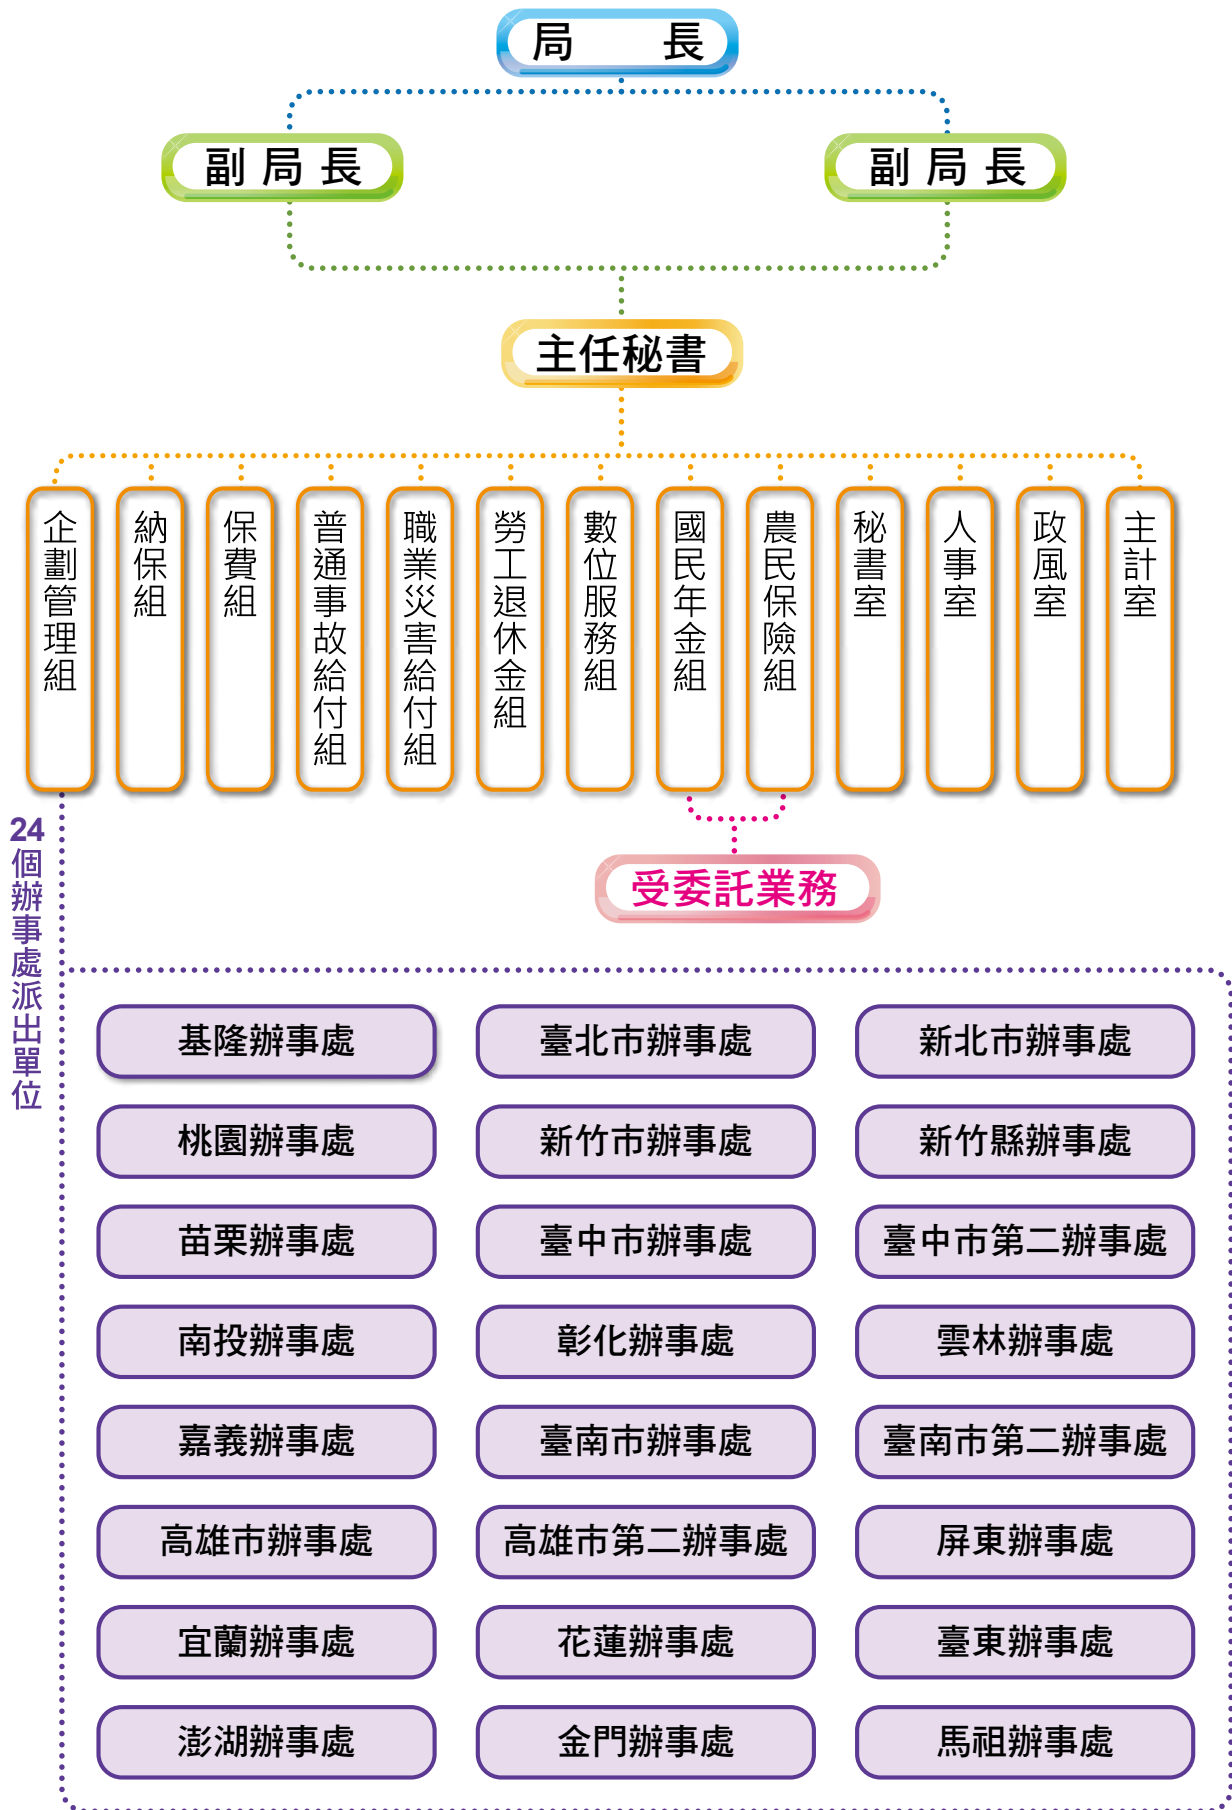 局 長
副局長
副局長
主任秘書
企劃管理組
納保組
保費組
普通事故給付組
職業災害給付組
勞工退休金組
數位服務組
國民年金組
農民保險組
秘書室
人事室
政風室
主計室
受委託業務
24個辦事處派出單位
基隆辦事處
臺北市辦事處
新北市辦事處
桃園辦事處
新竹市辦事處
新竹縣辦事處
苗栗辦事處
臺中市辦事處
臺中市第二辦事處
南投辦事處
彰化辦事處
雲林辦事處
嘉義辦事處
臺南市辦事處
臺南市第二辦事處
高雄市辦事處
高雄市第二辦事處
屏東辦事處
宜蘭辦事處
花蓮辦事處
臺東辦事處
澎湖辦事處
金門辦事處
馬祖辦事處